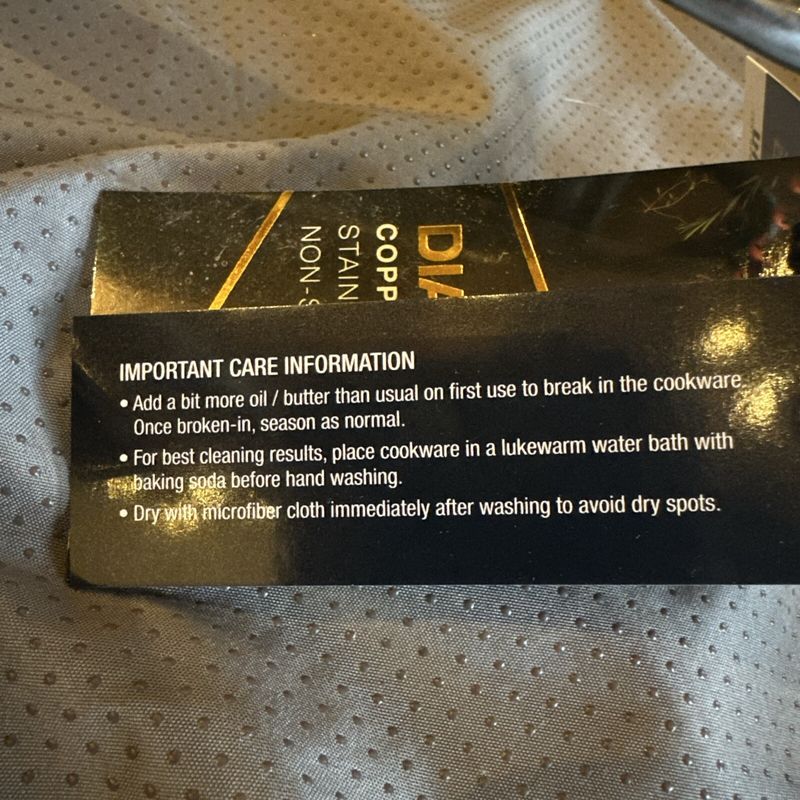 DIA
COPP
STAIN
NON-S
IMPORTANT CARE INFORMATION
• Add a bit more oil / butter than usual on first use to break in the cookware.
Once broken-in, season as normal.
• For best cleaning results, place cookware in a lukewarm water bath with
baking soda before hand washing.
• Dry with microfiber cloth immediately after washing to avoid dry spots.